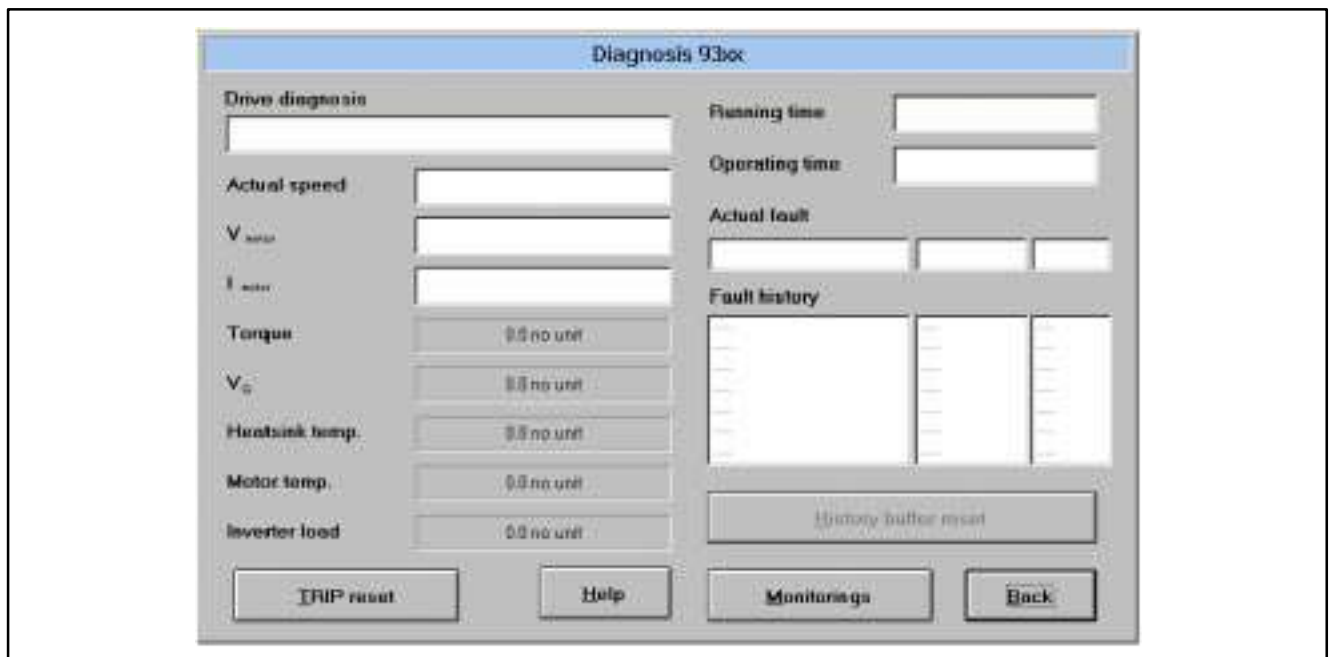 Diagnosis 93xx
Drive diagnosis
Actual speed
V motor
I motor
Torque 0.0 no unit
V G 0.0 no unit
Heatsink temp. 0.0 no unit
Motor temp. 0.0 no unit
Inverter load 0.0 no unit
TRIP reset
Help
Running time
Operating time
Actual fault
Fault history
History buffer reset
Monitorings
Back